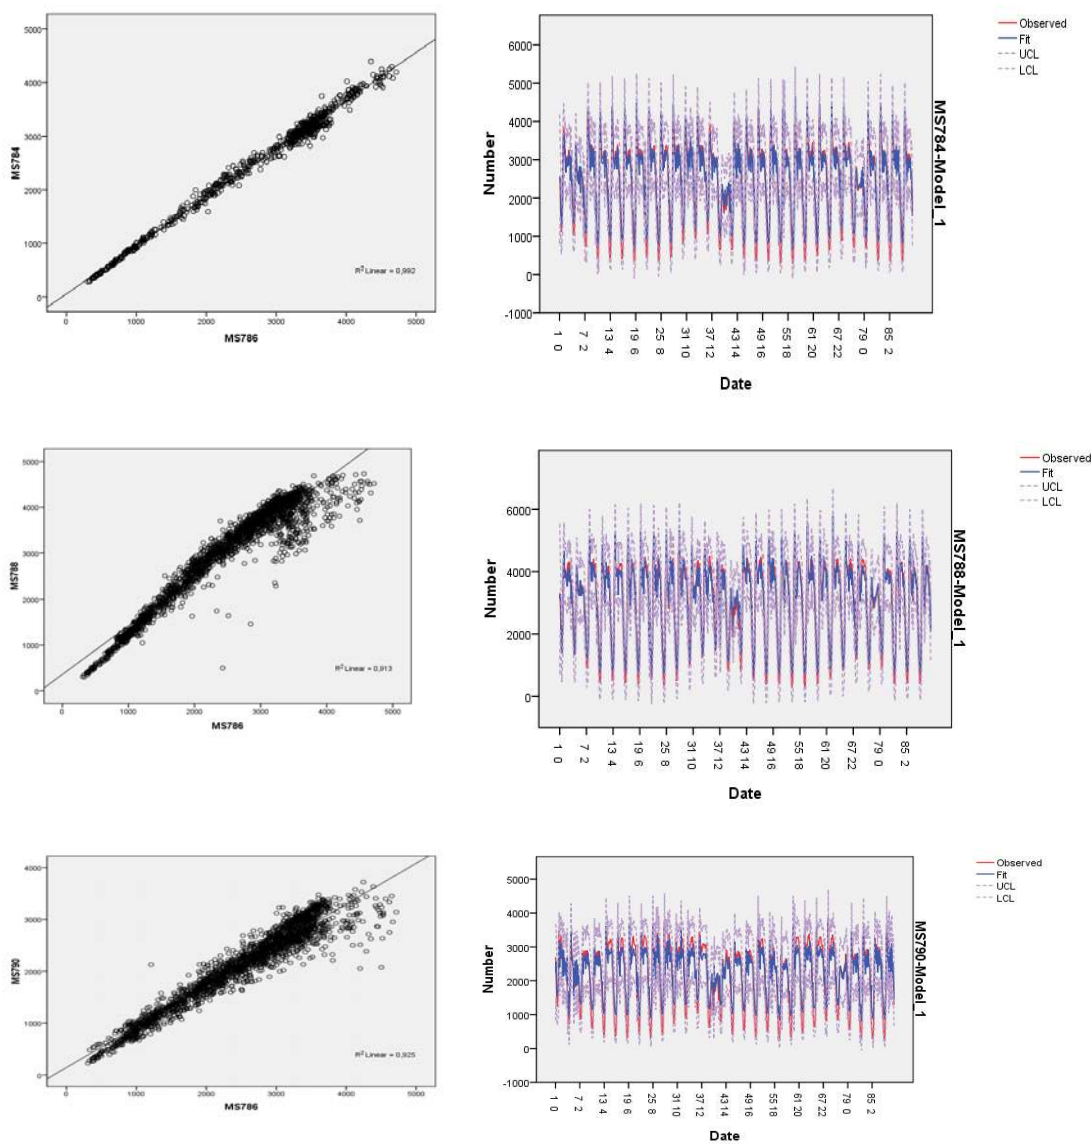 5000
4000
3000
2000
1000
0
MS784
R² Linear = 0,992
0 1000 2000 3000 4000 5000
MS786
6000
5000
4000
3000
2000
1000
0
-1000
Number
1 0
7 2
13 4
19 6
25 8
31 10
37 12
43 14
49 16
55 18
61 20
67 22
79 0
85 2
Date
MS784-Model_1
Observed
Fit
UCL
LCL
5000
4000
3000
2000
1000
0
MS788
R² Linear = 0,913
0 1000 2000 3000 4000 5000
MS786
6000
4000
2000
0
Number
1 0
7 2
13 4
19 6
25 8
31 10
37 12
43 14
49 16
55 18
61 20
67 22
79 0
85 2
Date
MS788-Model_1
Observed
Fit
UCL
LCL
4000
3000
2000
1000
0
MS790
R² Linear = 0,925
0 1000 2000 3000 4000 5000
MS786
5000
4000
3000
2000
1000
0
-1000
Number
1 0
7 2
13 4
19 6
25 8
31 10
37 12
43 14
49 16
55 18
61 20
67 22
79 0
85 2
Date
MS790-Model_1
Observed
Fit
UCL
LCL